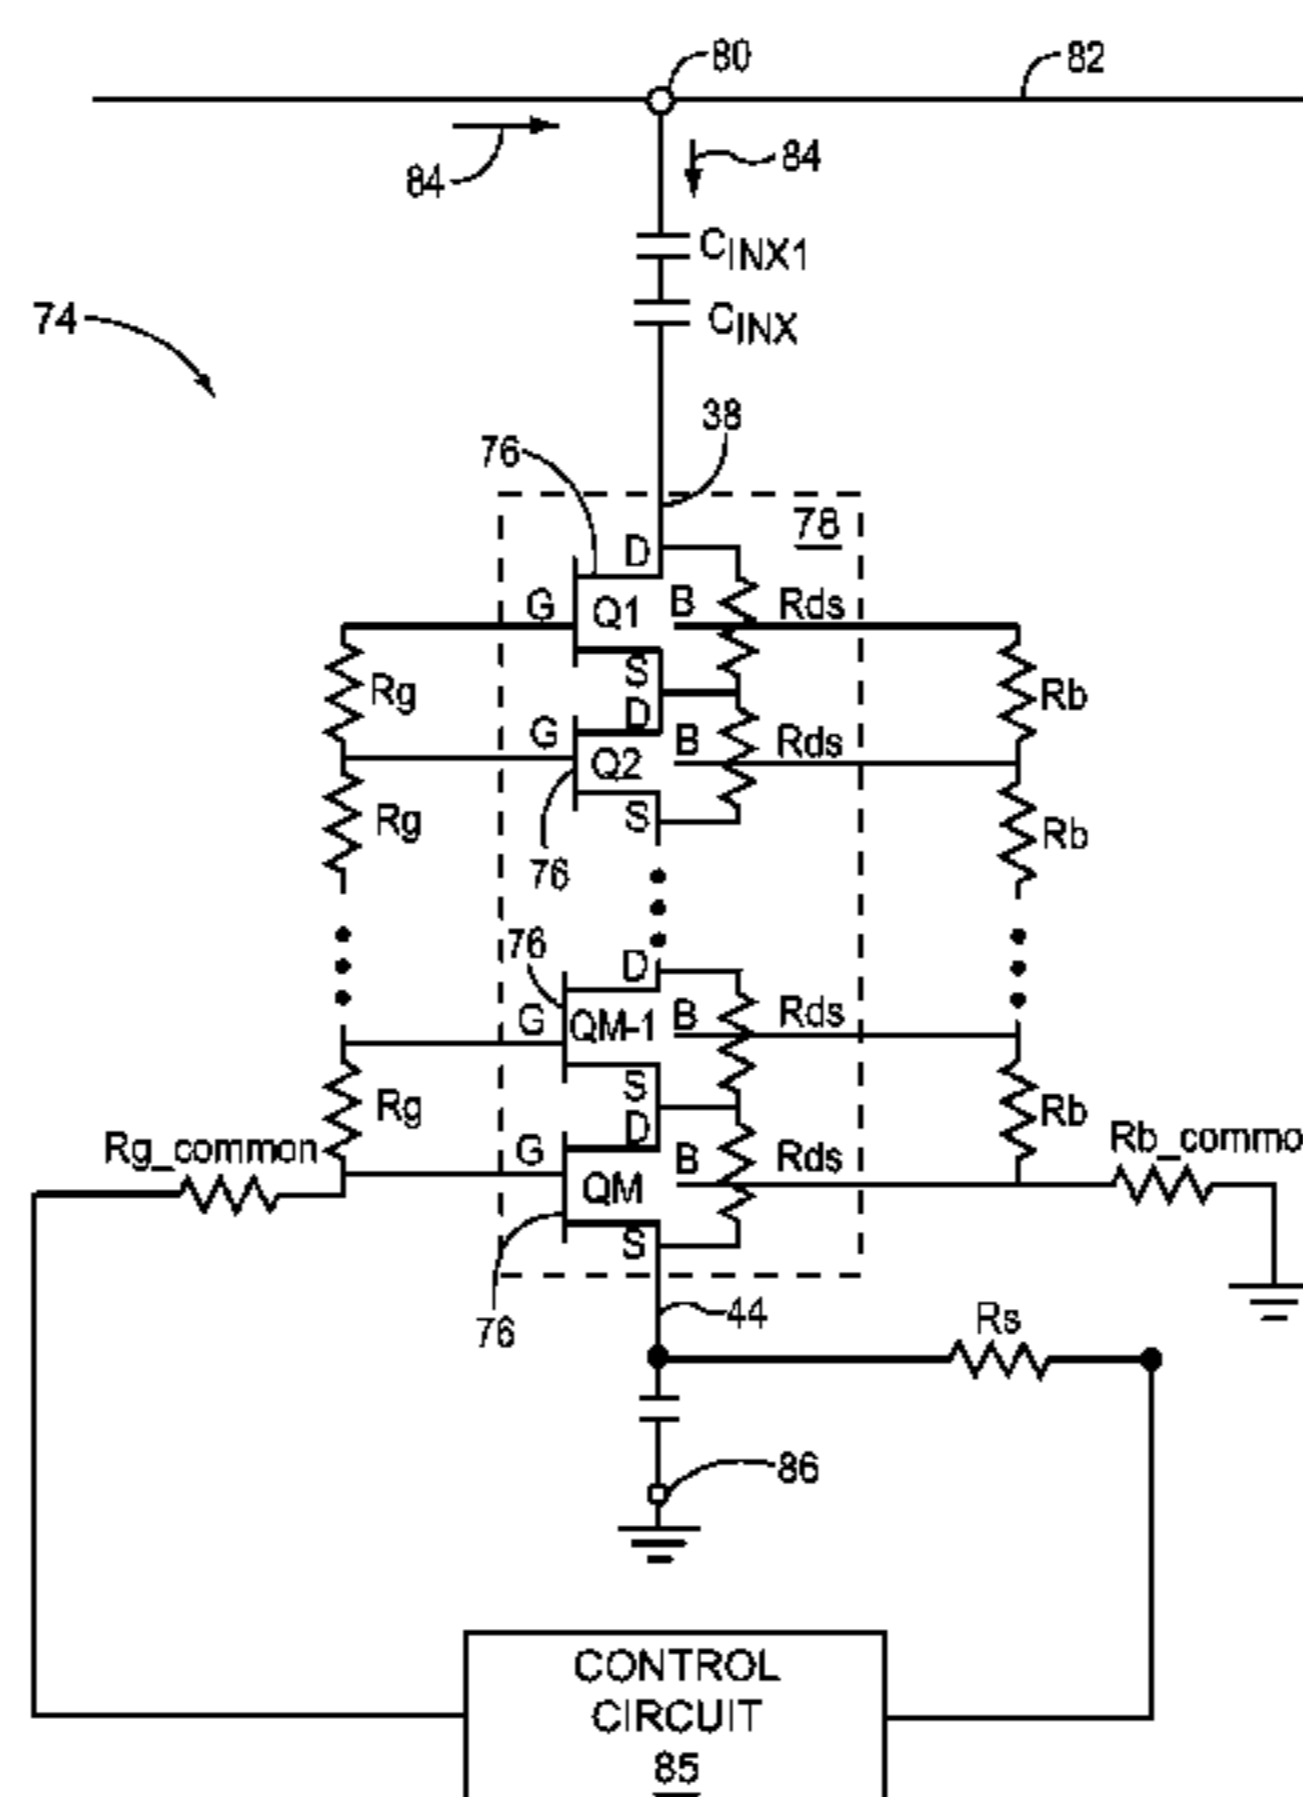 80
82
84
84
CINX1
CINX
74
38
76
78
D
G
Q1
B
Rds
S
Rg
Rb
D
G
Q2
B
Rds
S
Rg
Rb
76
76
D
G
QM-1
B
Rds
S
Rg
Rb
D
Rg_common
G
QM
B
Rds
Rb_commo
S
76
44
Rs
86
CONTROL
CIRCUIT
85